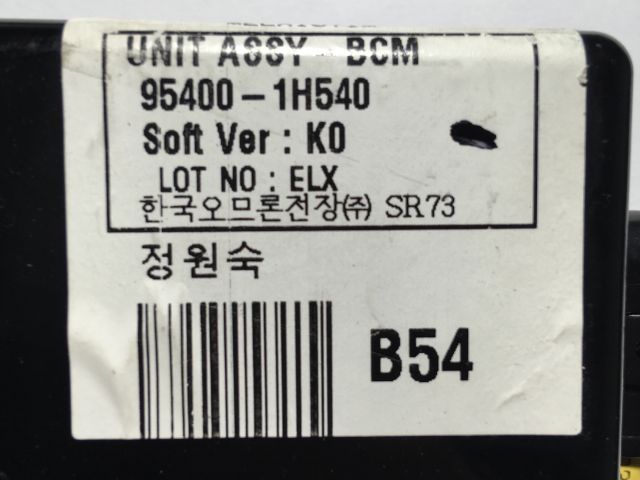 UNIT ASSY - BCM
95400-1H540
Soft Ver : K0
LOT NO : ELX
한국오므론전장㈜ SR73
정원숙
B54